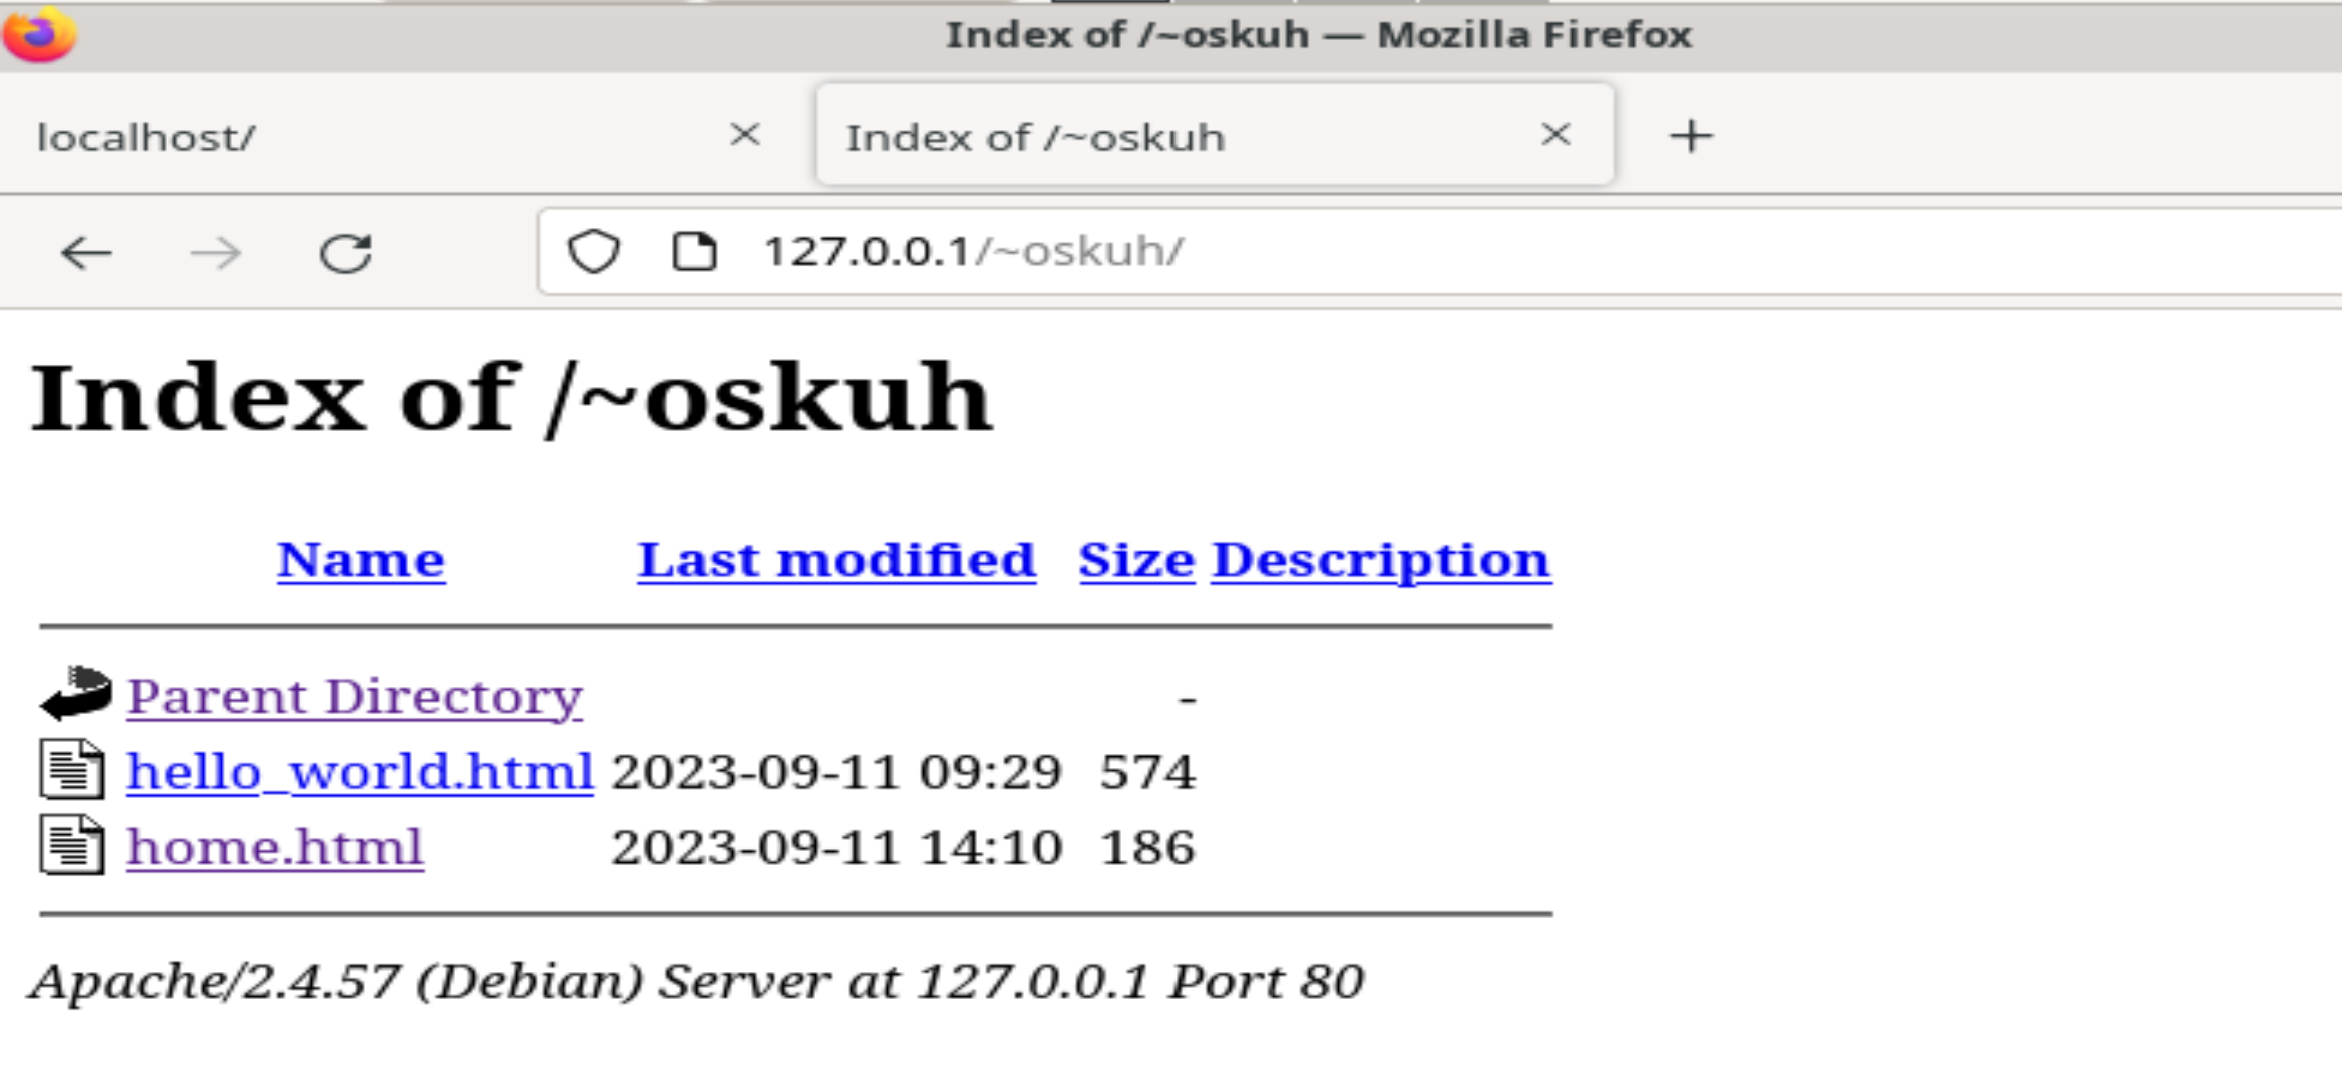 Index of /~oskuh — Mozilla Firefox
localhost/ Index of /~oskuh
127.0.0.1/~oskuh/
Index of /~oskuh
Name Last modified Size Description
Parent Directory -
hello_world.html 2023-09-11 09:29 574
home.html 2023-09-11 14:10 186
Apache/2.4.57 (Debian) Server at 127.0.0.1 Port 80